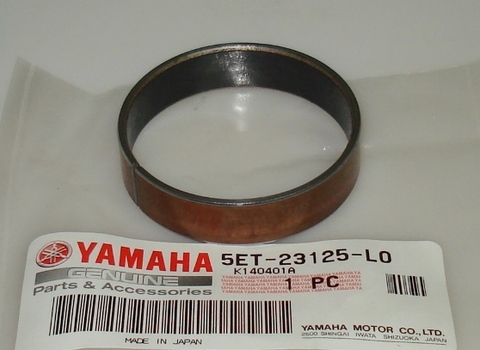 YAMAHA 5ET-23125-L0
K140401A
GENUINE 1 PC
Parts & Accessories
MADE IN JAPAN
YAMAHA MOTOR CO.,LTD.
2500 SHINGAI IWATA SHIZUOKA JAPAN